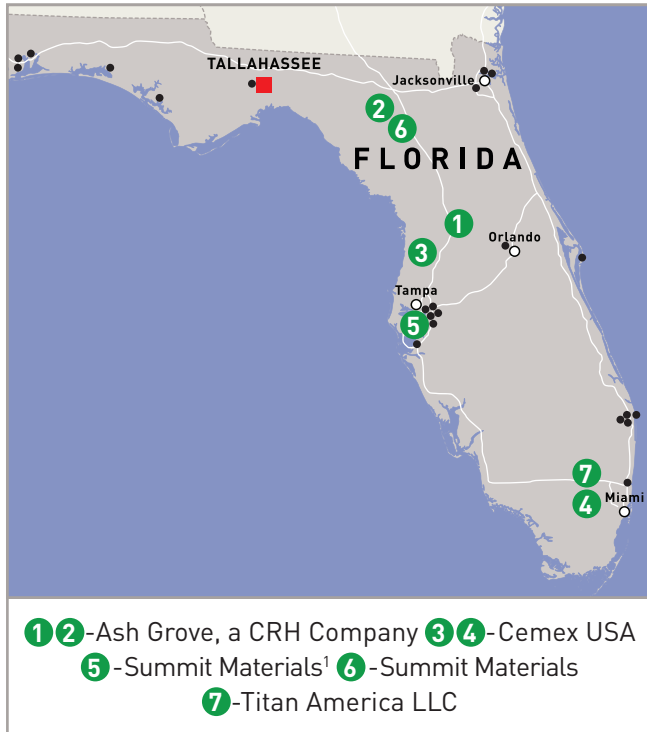 TALLAHASSEE
Jacksonville
2
6
FLORIDA
1
Orlando
3
Tampa
5
7
4
Miami
1 2-Ash Grove, a CRH Company 3 4-Cemex USA
5-Summit Materials¹ 6-Summit Materials
7-Titan America LLC